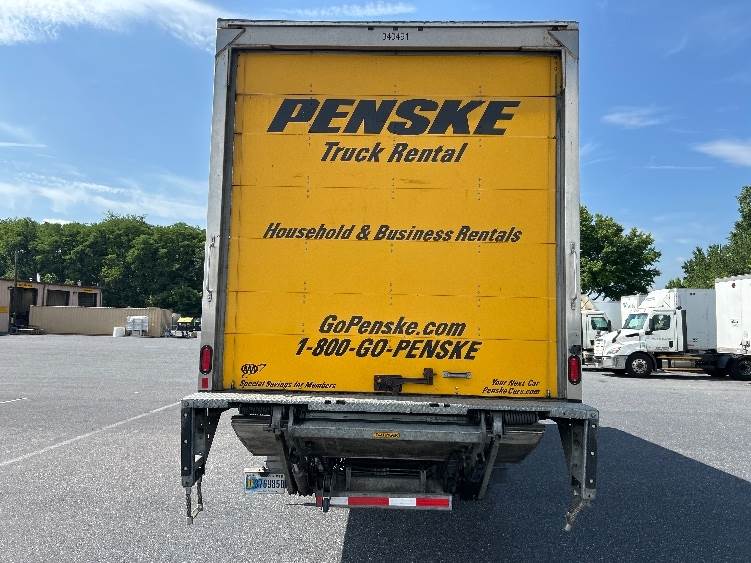 040491
PENSKE
Truck Rental
Household & Business Rentals
GoPenske.com
1-800-GO-PENSKE
AAA
Special Savings for Members
Your Next Car
PenskeCars.com